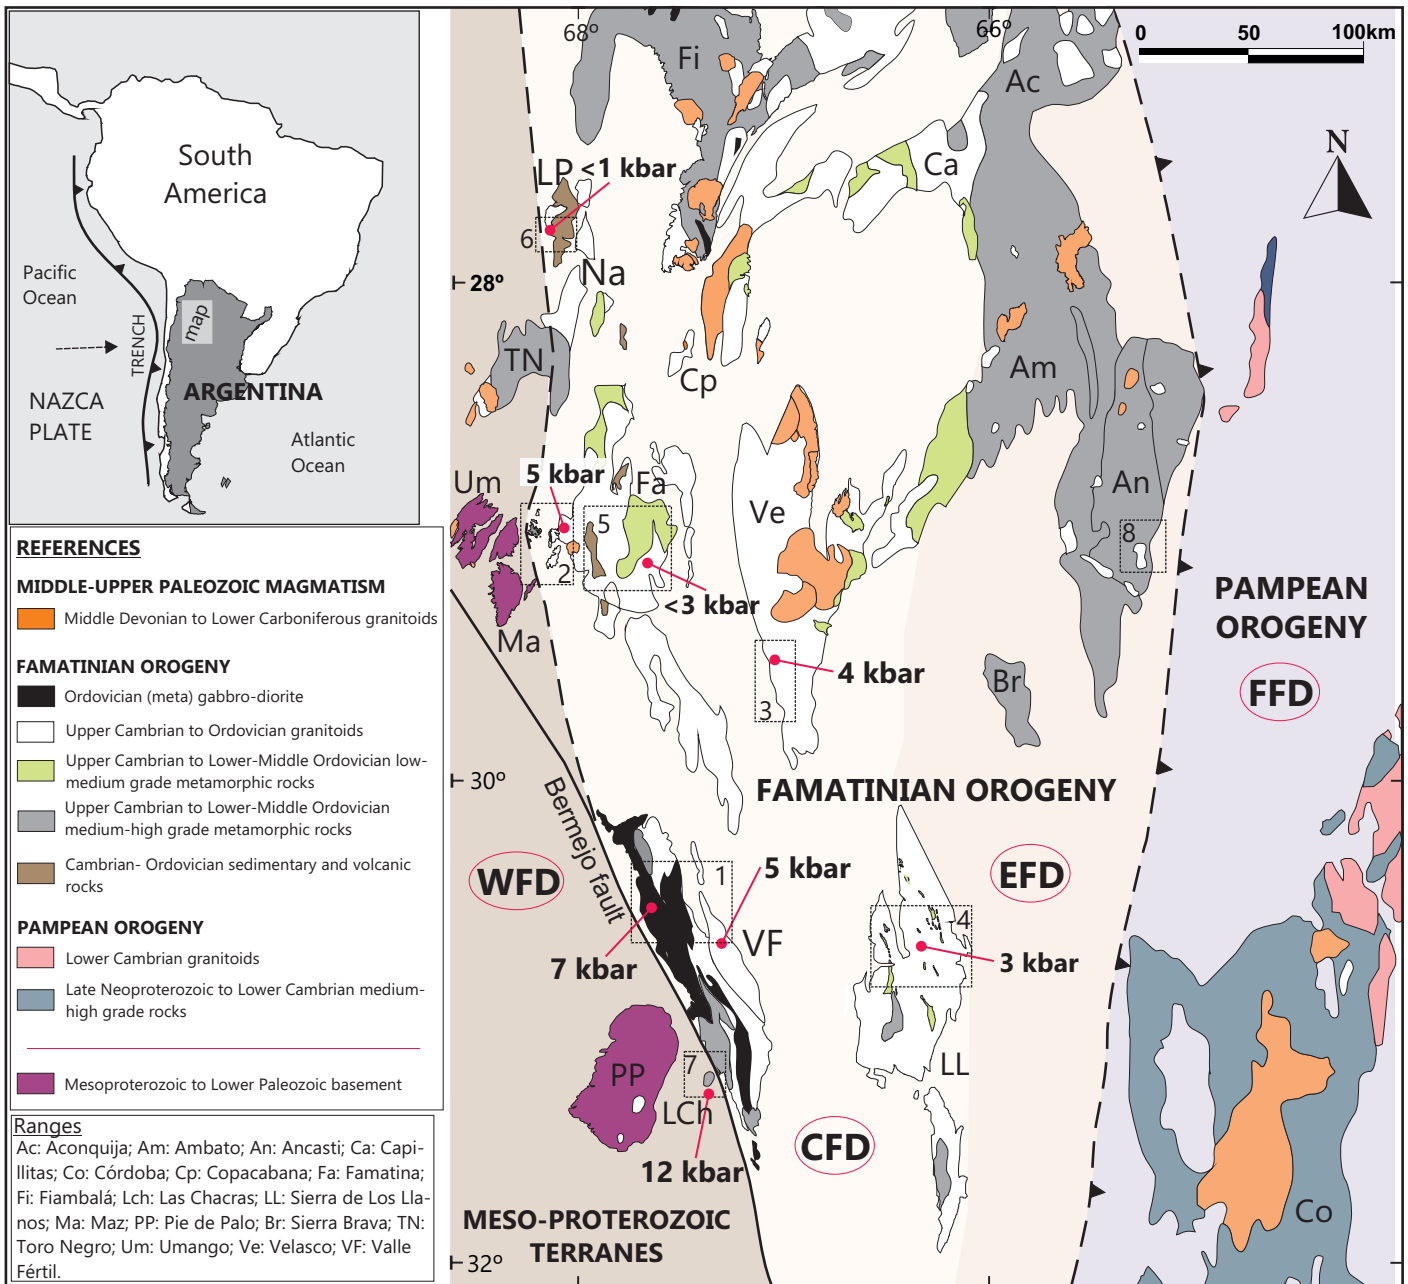 South
America
Pacific
Ocean
map
TRENCH
ARGENTINA
NAZCA
PLATE
Atlantic
Ocean
REFERENCES
MIDDLE-UPPER PALEOZOIC MAGMATISM
Middle Devonian to Lower Carboniferous granitoids
FAMATINIAN OROGENY
Ordovician (meta) gabbro-diorite
Upper Cambrian to Ordovician granitoids
Upper Cambrian to Lower-Middle Ordovician low-
medium grade metamorphic rocks
Upper Cambrian to Lower-Middle Ordovician
medium-high grade metamorphic rocks
Cambrian- Ordovician sedimentary and volcanic
rocks
PAMPEAN OROGENY
Lower Cambrian granitoids
Late Neoproterozoic to Lower Cambrian medium-
high grade rocks
Mesoproterozoic to Lower Paleozoic basement
Ranges
Ac: Aconquija; Am: Ambato; An: Ancasti; Ca: Capi-
llitas; Co: Córdoba; Cp: Copacabana; Fa: Famatina;
Fi: Fiambalá; Lch: Las Chacras; LL: Sierra de Los Lla-
nos; Ma: Maz; PP: Pie de Palo; Br: Sierra Brava; TN:
Toro Negro; Um: Umango; Ve: Velasco; VF: Valle
Fértil.
68º
66º
0 50 100km
N
Fi
Ac
LP
<1 kbar
Ca
6
Na
28º
TN
Cp
Am
5 kbar
Um
Fa
Ve
An
5
8
2
<3 kbar
Ma
PAMPEAN
OROGENY
4 kbar
Br
FFD
3
30º
FAMATINIAN OROGENY
Bermejo fault
WFD
1
5 kbar
EFD
4
VF
7 kbar
3 kbar
7
PP
LL
LCh
CFD
12 kbar
Co
MESO-PROTEROZOIC
TERRANES
32º